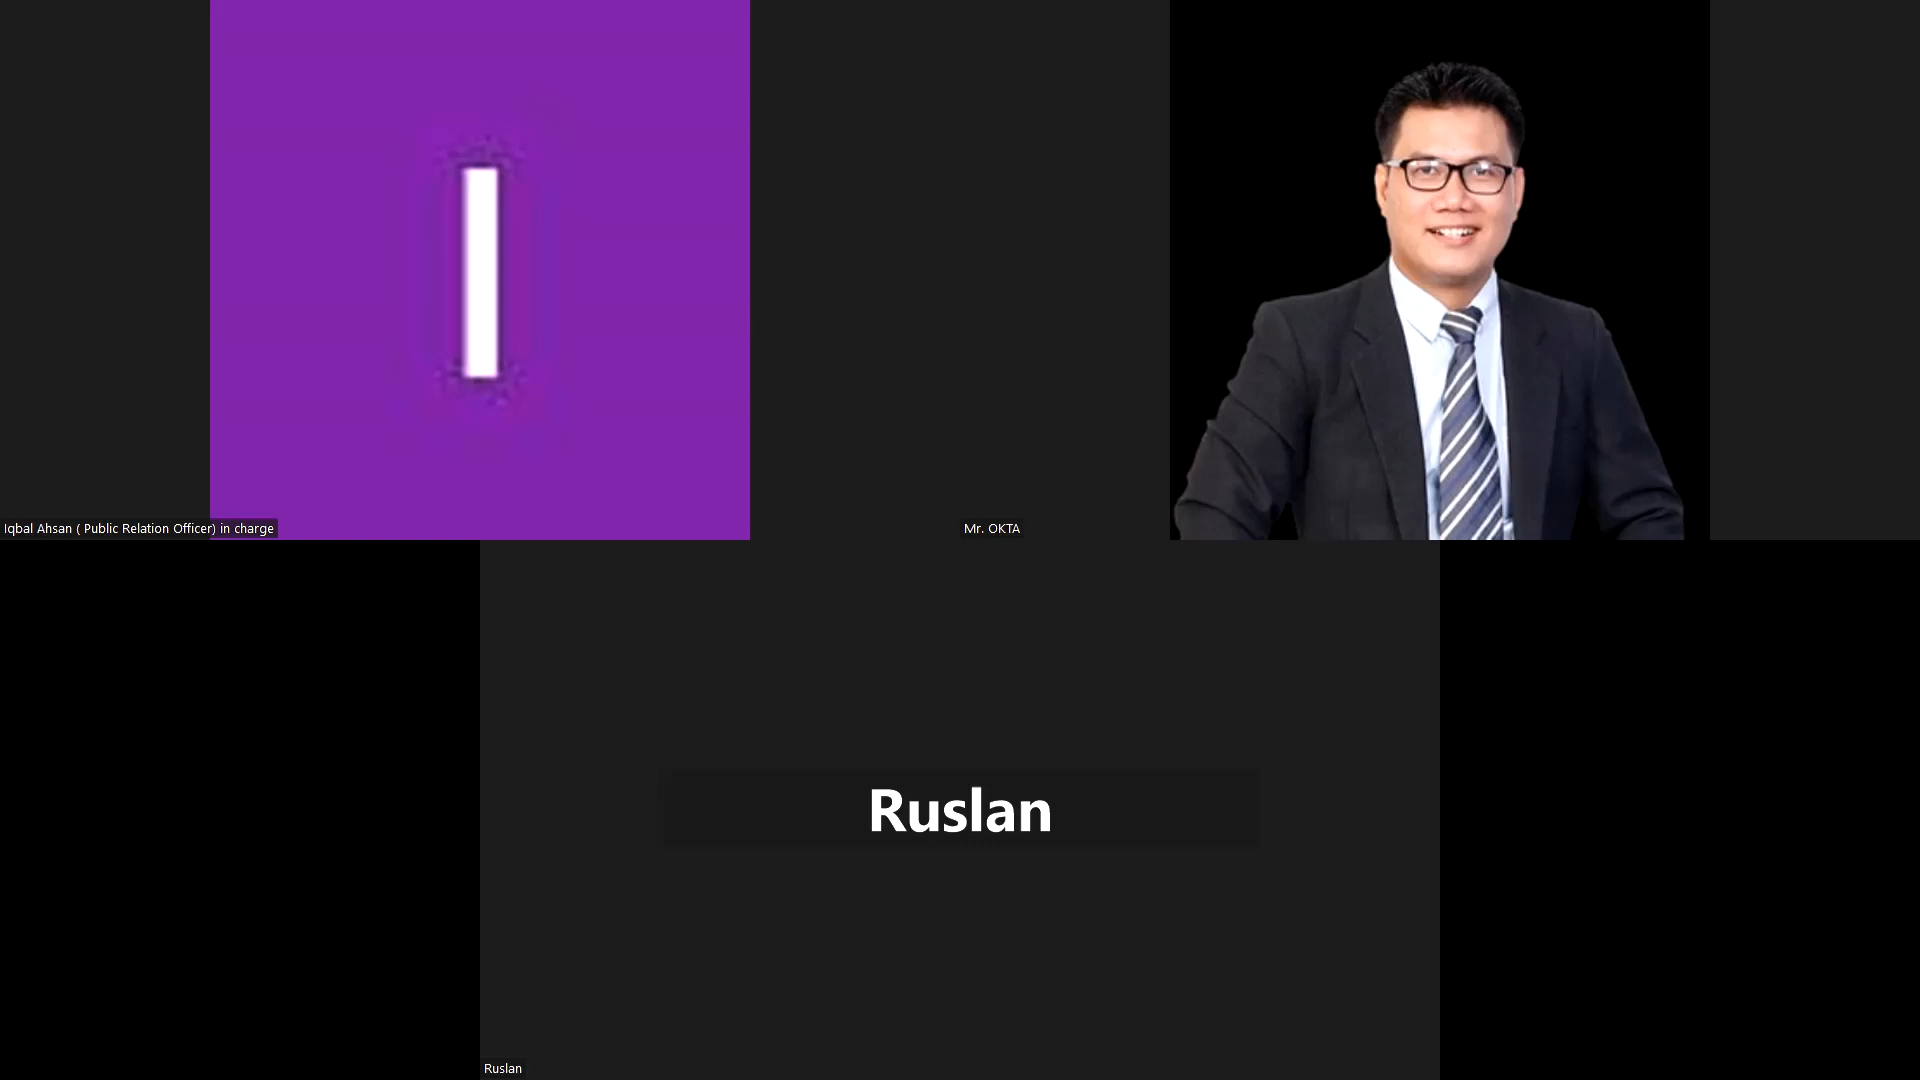 I
Iqbal Ahsan ( Public Relation Officer) in charge
Mr. OKTA
Ruslan
Ruslan